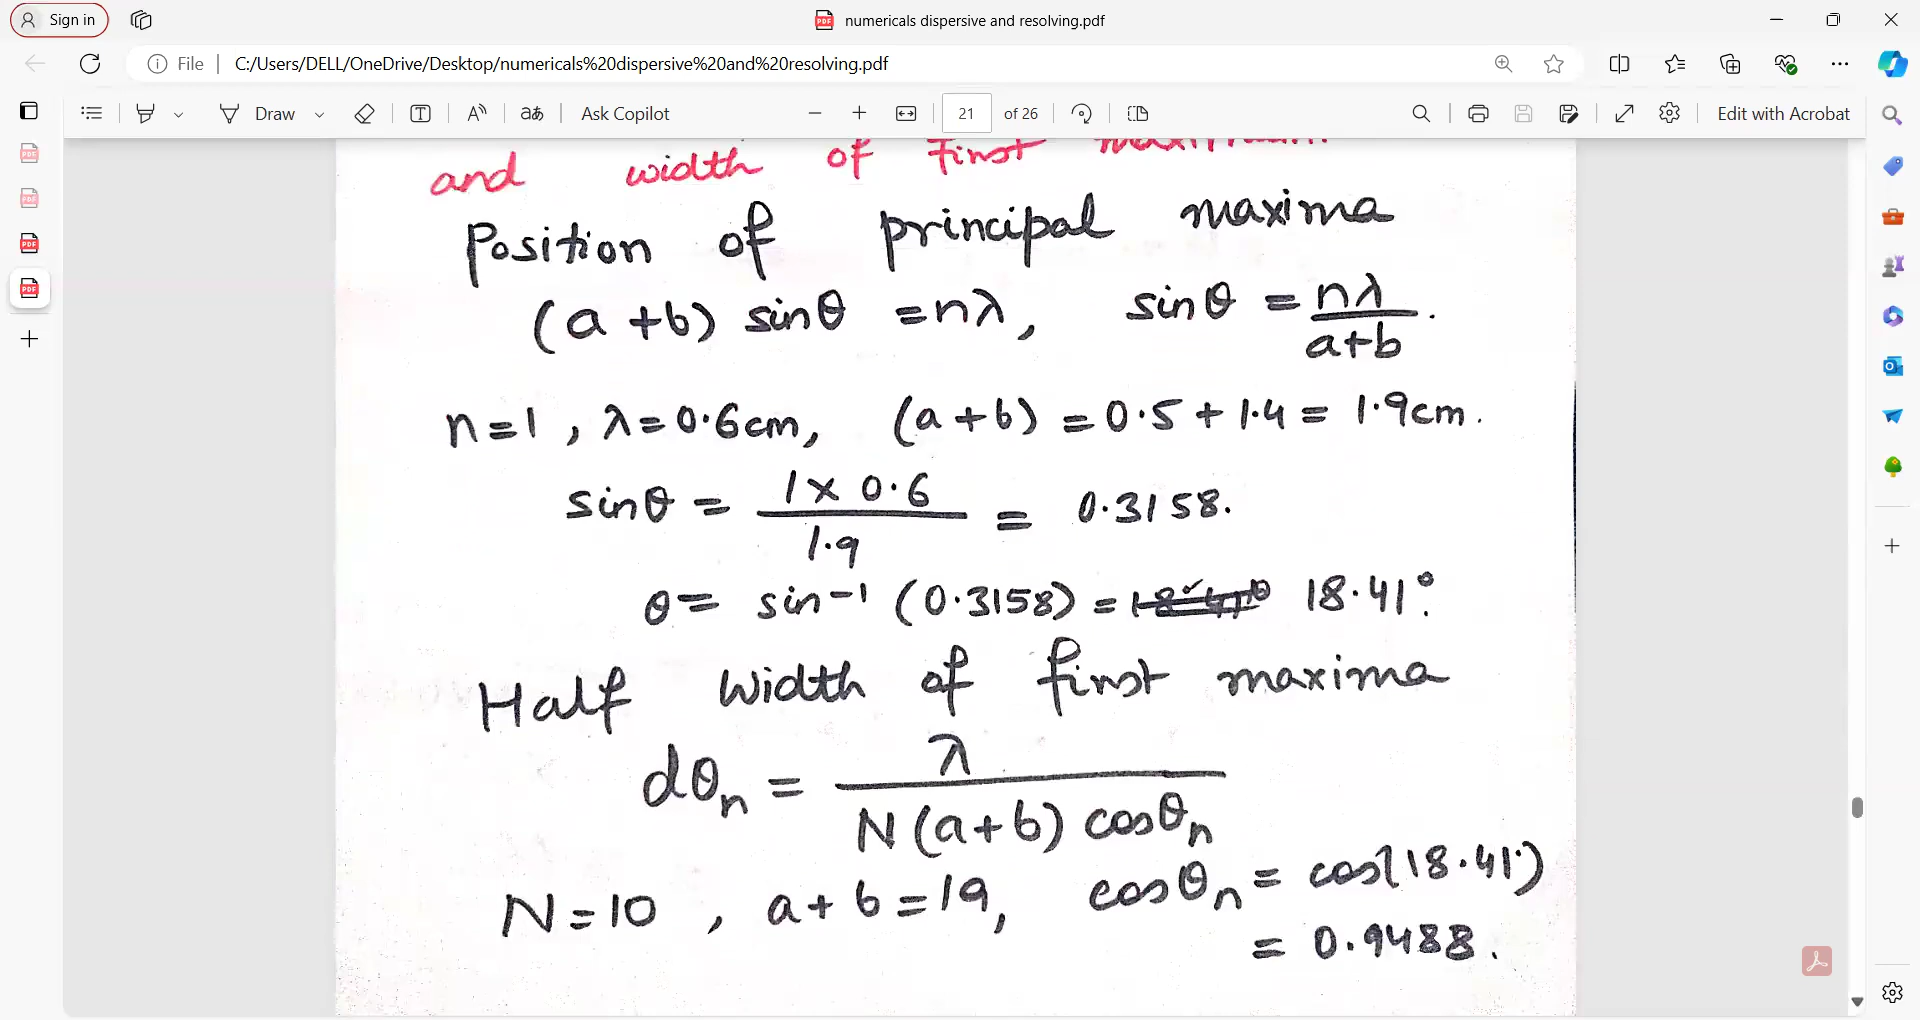 Sign in
numericals dispersive and resolving.pdf
File
C:/Users/DELL/OneDrive/Desktop/numericals%20dispersive%20and%20resolving.pdf
Draw
aあ
Ask Copilot
21 of 26
Edit with Acrobat
and width of first maximum.
Position of principal maxima
(a+b) sinθ = nλ, sinθ = nλ/a+b.
n=1, λ=0.6cm, (a+b) = 0.5+1.4 = 1.9cm.
sinθ = 1×0.6/1.9 = 0.3158.
θ = sin-1 (0.3158) = 18.41°.
Half width of first maxima
dθn = λ/N(a+b) cosθn
N=10, a+b=19, cosθn = cos(18.41°)
= 0.9488.